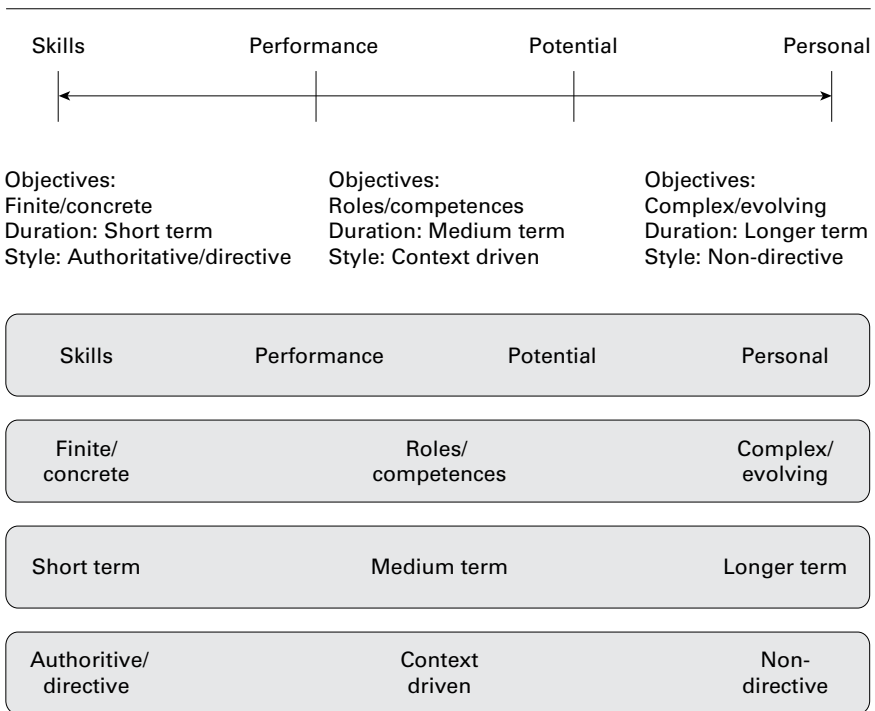 Skills Performance Potential Personal
Objectives:
Finite/concrete
Duration: Short term
Style: Authoritative/directive
Objectives:
Roles/competences
Duration: Medium term
Style: Context driven
Objectives:
Complex/evolving
Duration: Longer term
Style: Non-directive
Skills Performance Potential Personal
Finite/
concrete
Roles/
competences
Complex/
evolving
Short term Medium term Longer term
Authoritive/
directive
Context
driven
Non-
directive